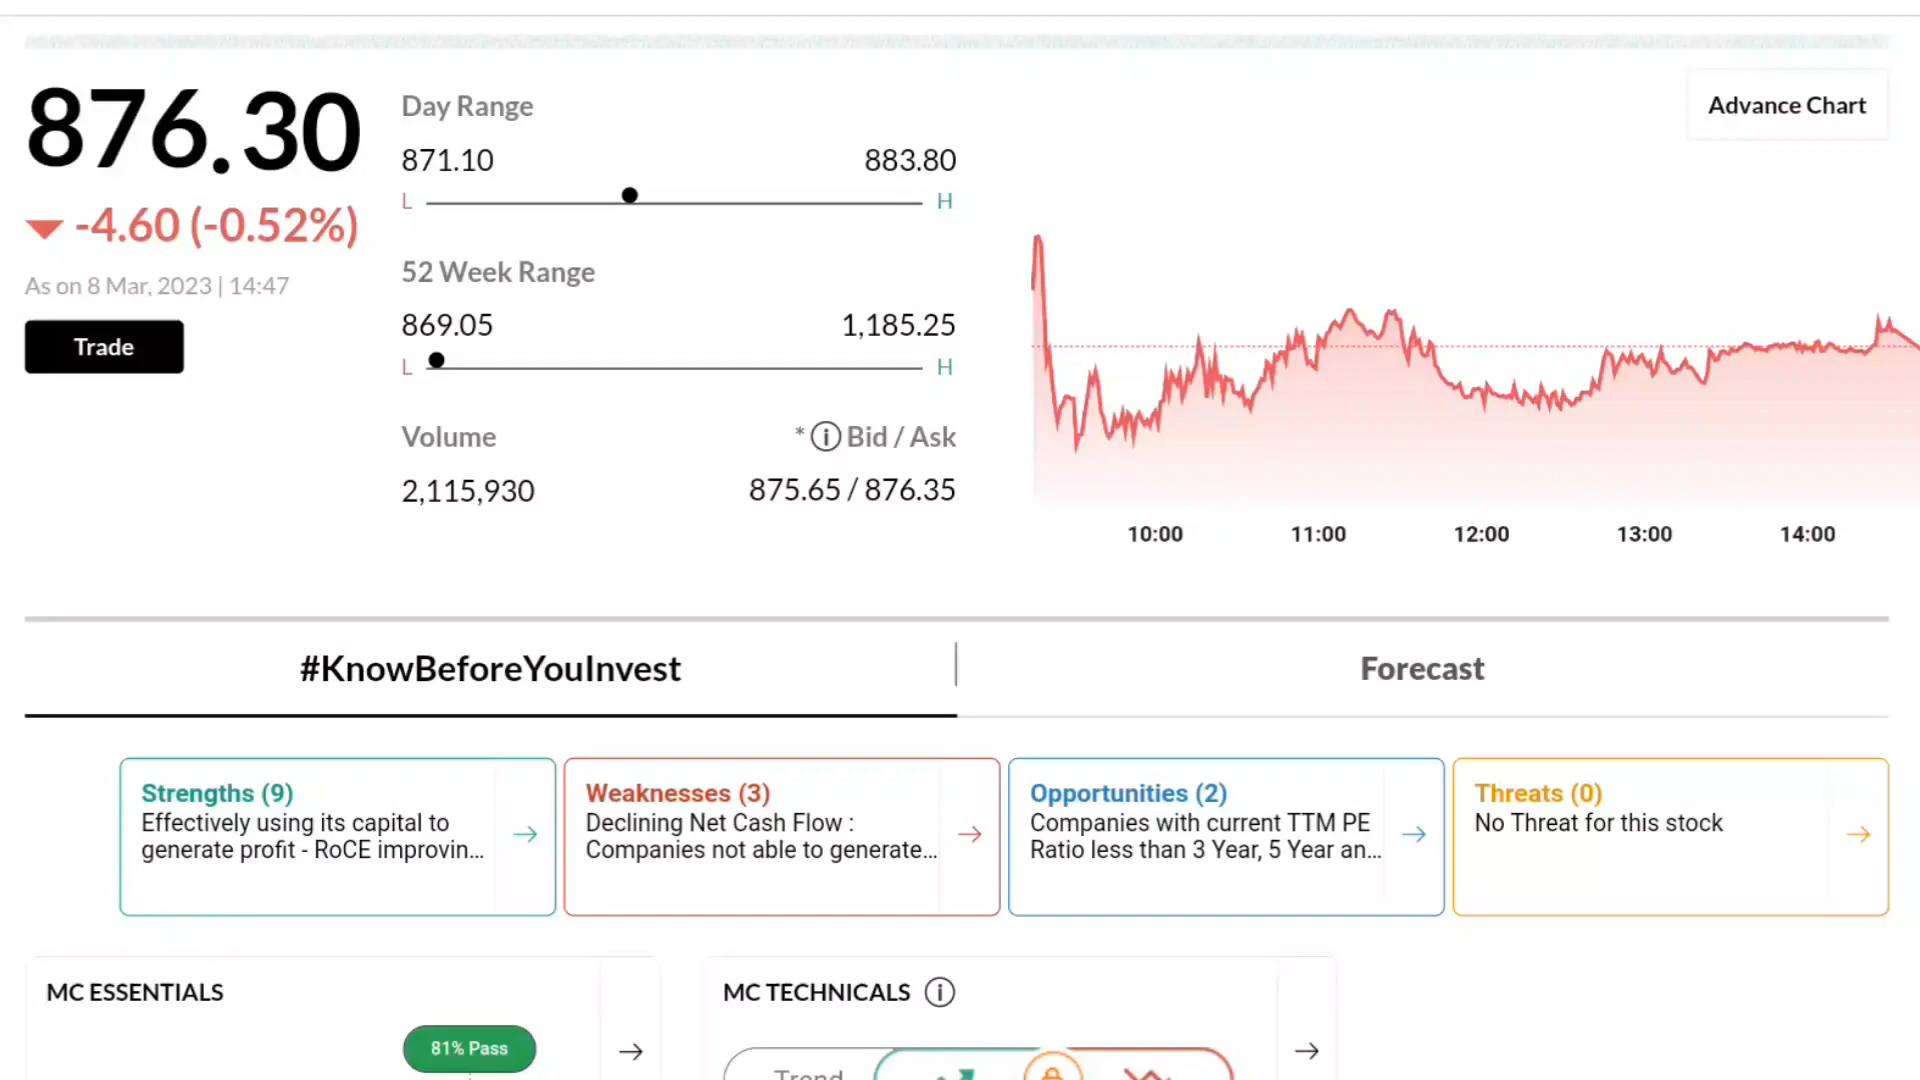 876.30
-4.60 (-0.52%)
As on 8 Mar, 2023 | 14:47
Trade
Day Range
871.10 883.80
L H
52 Week Range
869.05 1,185.25
L H
Volume * i Bid / Ask
2,115,930 875.65 / 876.35
Advance Chart
10:00 11:00 12:00 13:00 14:00
#KnowBeforeYouInvest
Forecast
Strengths (9)
Effectively using its capital to
generate profit - RoCE improvin...
Weaknesses (3)
Declining Net Cash Flow :
Companies not able to generate...
Opportunities (2)
Companies with current TTM PE
Ratio less than 3 Year, 5 Year an...
Threats (0)
No Threat for this stock
MC ESSENTIALS
81% Pass
MC TECHNICALS i
Trend